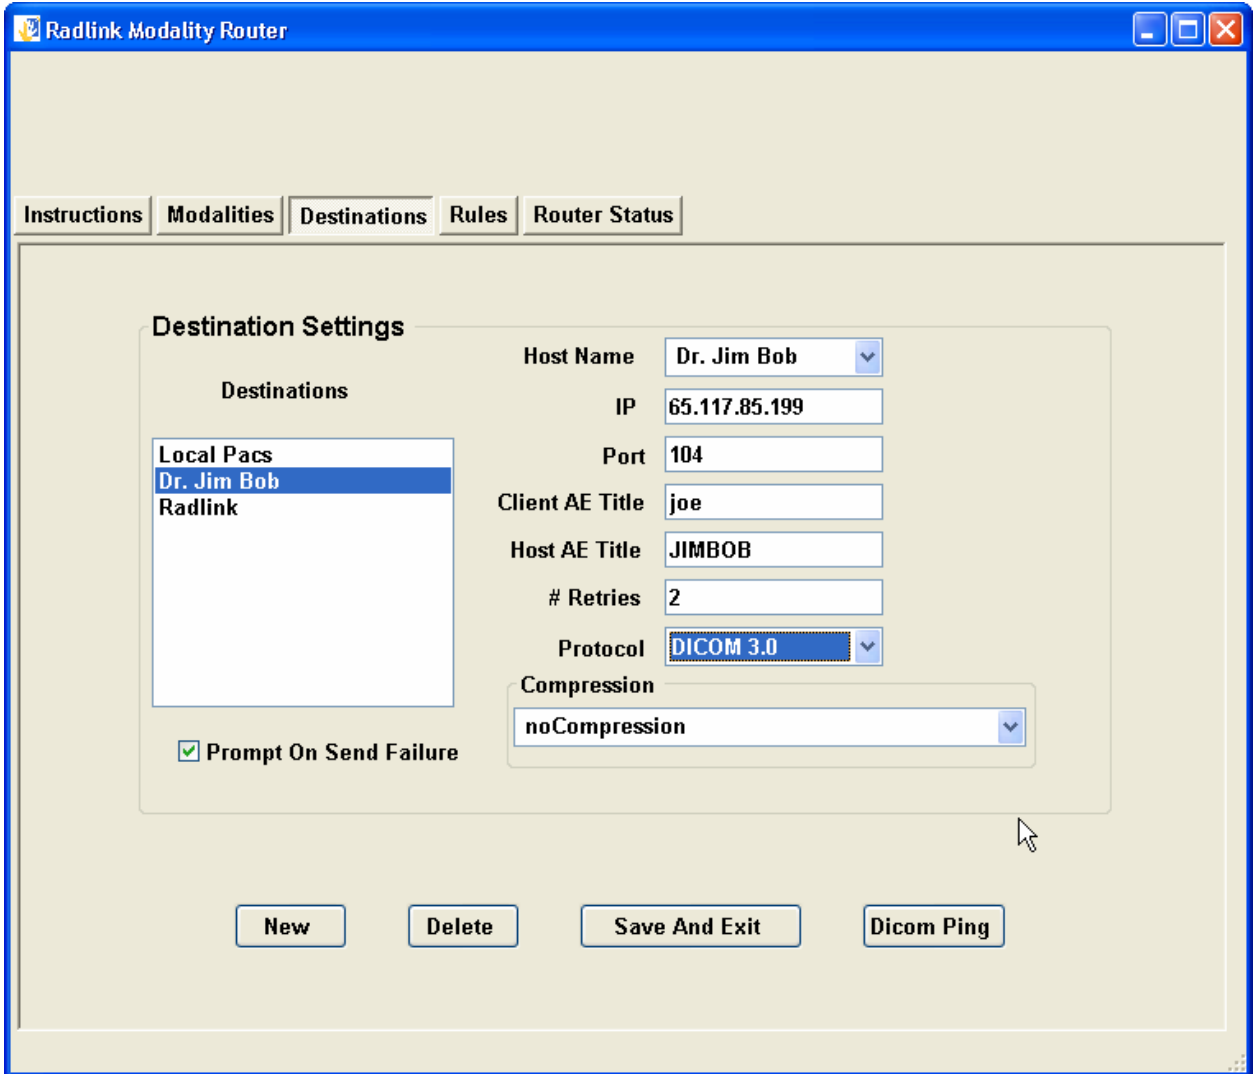 Radlink Modality Router
Instructions Modalities Destinations Rules Router Status
Destination Settings
Destinations
Local Pacs
Dr. Jim Bob
Radlink
Prompt On Send Failure
Host Name Dr. Jim Bob
IP 65.117.85.199
Port 104
Client AE Title joe
Host AE Title JIMBOB
# Retries 2
Protocol DICOM 3.0
Compression
noCompression
New Delete Save And Exit Dicom Ping